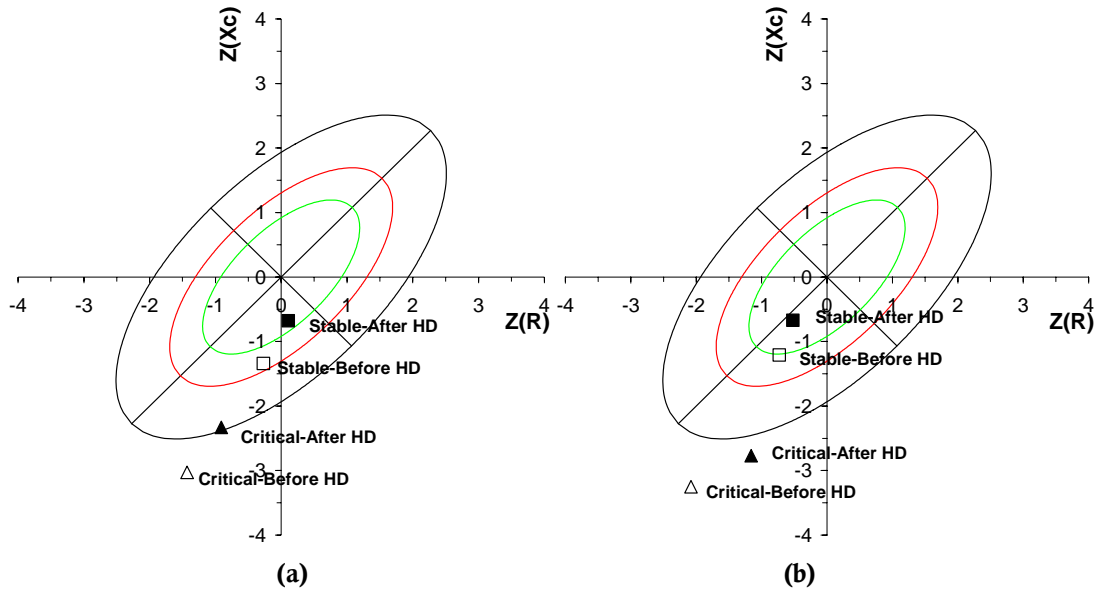 Z(Xc)
4
3
2
1
0
-1
-2
-3
-4
-4 -3 -2 -1 0 1 2 3 4
Z(R)
Stable-After HD
Stable-Before HD
Critical-After HD
Critical-Before HD
(a)
Z(Xc)
4
3
2
1
0
-1
-2
-3
-4
-4 -3 -2 -1 0 1 2 3 4
Z(R)
Stable-After HD
Stable-Before HD
Critical-After HD
Critical-Before HD
(b)